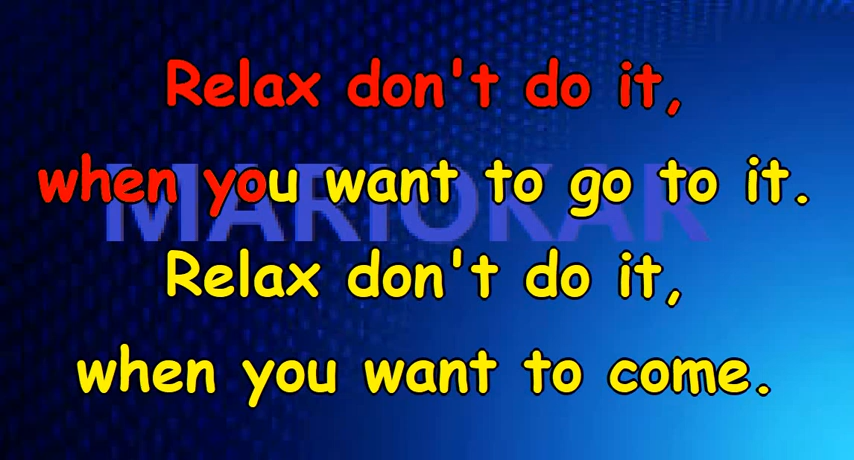 Relax don't do it,
when you want to go to it.
MARIOKAR
Relax don't do it,
when you want to come.